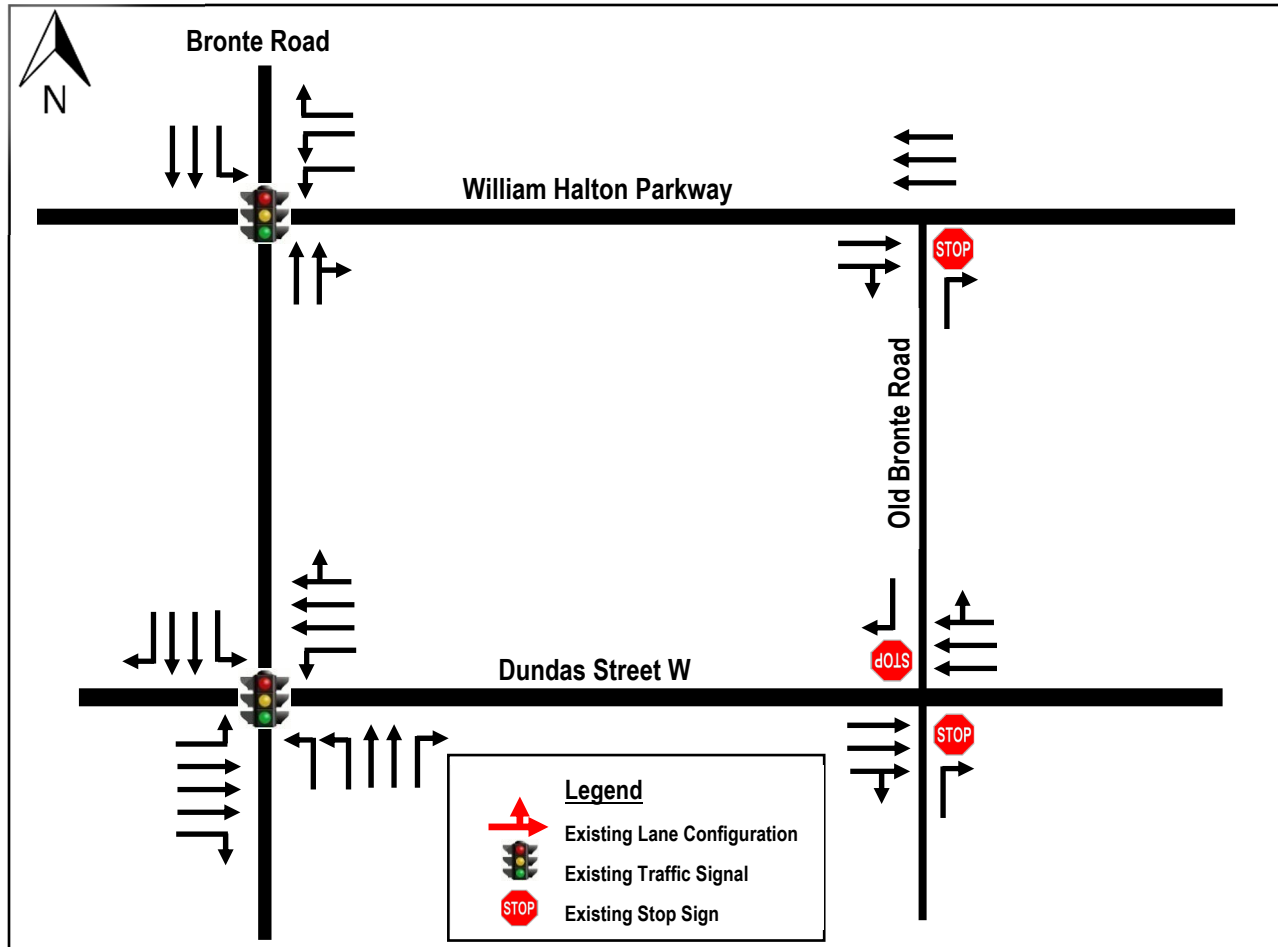 Bronte Road
N
William Halton Parkway
STOP
Old Bronte Road
STOP
Dundas Street W
STOP
Legend
Existing Lane Configuration
Existing Traffic Signal
STOP
Existing Stop Sign